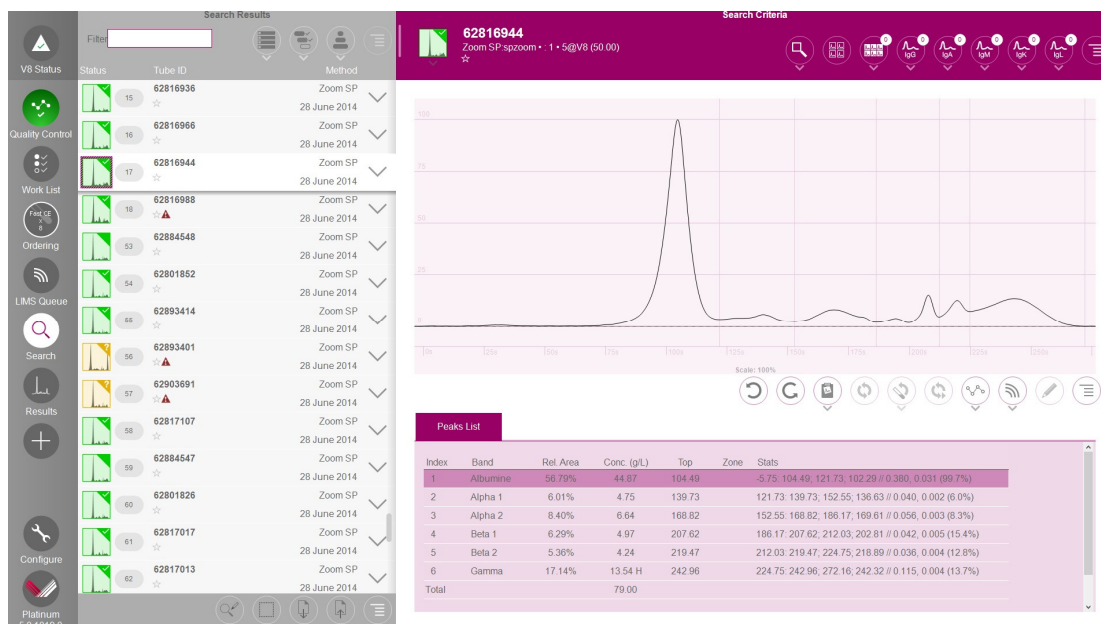 Search Results
Search Criteria
V8 Status
Quality Control
Work List
Fast CE
x
8
Ordering
LIMS Queue
Search
Results
Configure
Platinum
Filter
Status Tube ID Method
15 62816936 Zoom SP
28 June 2014
16 62816966 Zoom SP
28 June 2014
17 62816944 Zoom SP
28 June 2014
18 62816988 Zoom SP
28 June 2014
53 62884548 Zoom SP
28 June 2014
54 62801852 Zoom SP
28 June 2014
66 62893414 Zoom SP
28 June 2014
56 62893401 Zoom SP
28 June 2014
57 62903691 Zoom SP
28 June 2014
58 62817107 Zoom SP
28 June 2014
59 62884547 Zoom SP
28 June 2014
60 62801826 Zoom SP
28 June 2014
61 62817017 Zoom SP
28 June 2014
62 62817013 Zoom SP
28 June 2014
62816944
Zoom SP:spzoom • : 1 • 5@V8 (50.00)
0 0 0 0 0 0
IgG IgA IgM IgK IgL
100
75
50
25
0
0s 25s 50s 75s 100s 125s 150s 175s 200s 225s 250s
Scale: 100%
Peaks List
Index Band Rel. Area Conc. (g/L) Top Zone Stats
1 Albumine 56.79% 44.87 104.49 -5.75: 104.49; 121.73; 102.29 // 0.380, 0.031 (99.7%)
2 Alpha 1 6.01% 4.75 139.73 121.73: 139.73; 152.55; 136.63 // 0.040, 0.002 (6.0%)
3 Alpha 2 8.40% 6.64 168.82 152.55: 168.82, 186.17; 169.61 // 0.056, 0.003 (8.3%)
4 Beta 1 6.29% 4.97 207.62 186.17: 207.62; 212.03; 202.81 // 0.042, 0.005 (15.4%)
5 Beta 2 5.36% 4.24 219.47 212.03: 219.47; 224.75; 218.89 // 0.036, 0.004 (12.8%)
6 Gamma 17.14% 13.54 H 242.96 224.75: 242.96; 272.16; 242.32 // 0.115, 0.004 (13.7%)
Total 79.00